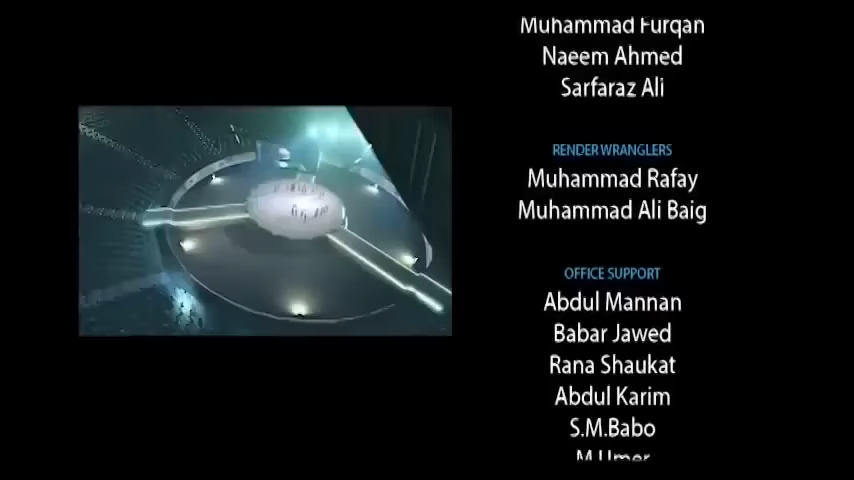 Muhammad Furqan
Naeem Ahmed
Sarfaraz Ali
RENDER WRANGLERS
Muhammad Rafay
Muhammad Ali Baig
OFFICE SUPPORT
Abdul Mannan
Babar Jawed
Rana Shaukat
Abdul Karim
S.M.Babo
M.Umer